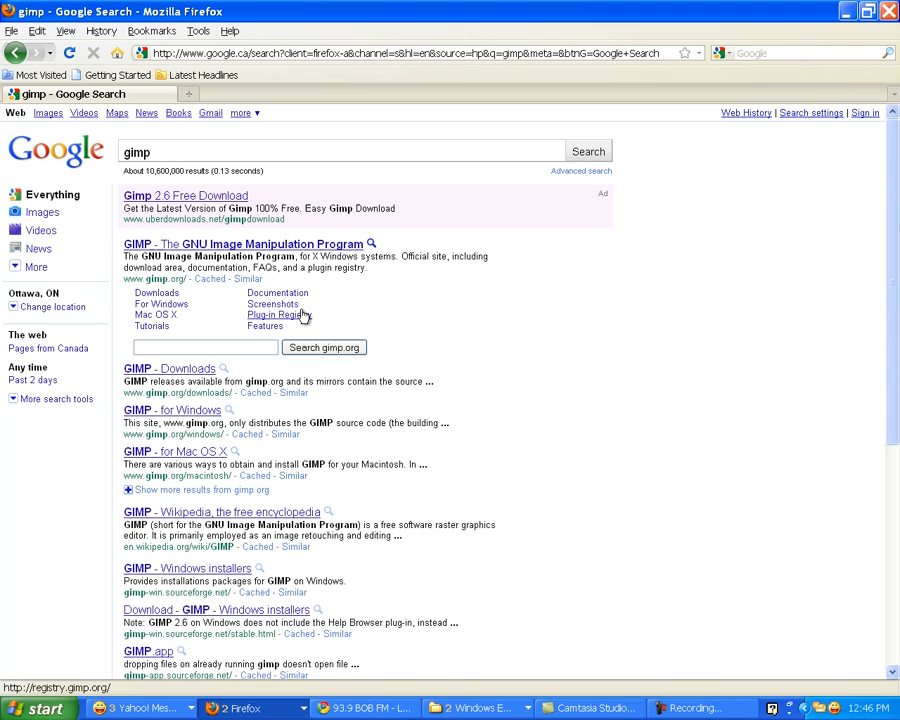 gimp - Google Search - Mozilla Firefox
File Edit View History Bookmarks Tools Help
http://www.google.ca/search?client=firefox-a&channel=s&hl=en&source=hp&q=gimp&meta=&btnG=Google+Search
Google
Most Visited Getting Started Latest Headlines
gimp - Google Search
Web Images Videos Maps News Books Gmail more
Web History | Search settings | Sign in
Google
gimp
Search
About 10,600,000 results (0.13 seconds)
Advanced search
Everything
Images
Videos
News
More
Ottawa, ON
Change location
The web
Pages from Canada
Any time
Past 2 days
More search tools
Gimp 2.6 Free Download
Ad
Get the Latest Version of Gimp 100% Free. Easy Gimp Download
www.uberdownloads.net/gimpdownload
GIMP - The GNU Image Manipulation Program
The GNU Image Manipulation Program, for X Windows systems. Official site, including
download area, documentation, FAQs, and a plugin registry.
www.gimp.org/ - Cached - Similar
Downloads Documentation
For Windows Screenshots
Mac OS X Plug-in Registry
Tutorials Features
Search gimp.org
GIMP - Downloads
GIMP releases available from gimp.org and its mirrors contain the source ...
www.gimp.org/downloads/ - Cached - Similar
GIMP - for Windows
This site, www.gimp.org, only distributes the GIMP source code (the building ...
www.gimp.org/windows/ - Cached - Similar
GIMP - for Mac OS X
There are various ways to obtain and install GIMP for your Macintosh. In ...
www.gimp.org/macintosh/ - Cached - Similar
Show more results from gimp.org
GIMP - Wikipedia, the free encyclopedia
GIMP (short for the GNU Image Manipulation Program) is a free software raster graphics
editor. It is primarily employed as an image retouching and editing ...
en.wikipedia.org/wiki/GIMP - Cached - Similar
GIMP - Windows installers
Provides installations packages for GIMP on Windows.
gimp-win.sourceforge.net/ - Cached - Similar
Download - GIMP - Windows installers
Note: GIMP 2.6 on Windows does not include the Help Browser plug-in, instead ...
gimp-win.sourceforge.net/stable.html - Cached - Similar
GIMP.app
dropping files on already running gimp doesn't open file ...
gimp-app.sourceforge.net/ - Cached - Similar
http://registry.gimp.org/
start
3 Yahoo! Mes...
2 Firefox
93.9 BOB FM - L...
2 Windows E...
Camtasia Studio...
Recording...
12:46 PM